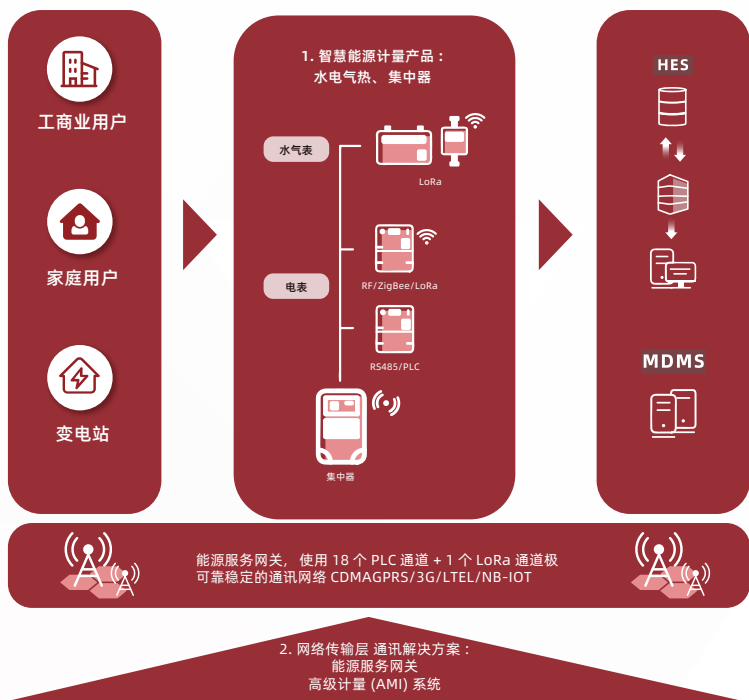 工商业用户
家庭用户
变电站
1. 智慧能源计量产品：
水电气热、集中器
水气表
LoRa
电表
RF/ZigBee/LoRa
RS485/PLC
集中器
HES
MDMS
能源服务网关，使用 18 个 PLC 通道 + 1 个 LoRa 通道极
可靠稳定的通讯网络 CDMAGPRS/3G/LTEL/NB-IOT
2. 网络传输层 通讯解决方案：
能源服务网关
高级计量 (AMI) 系统